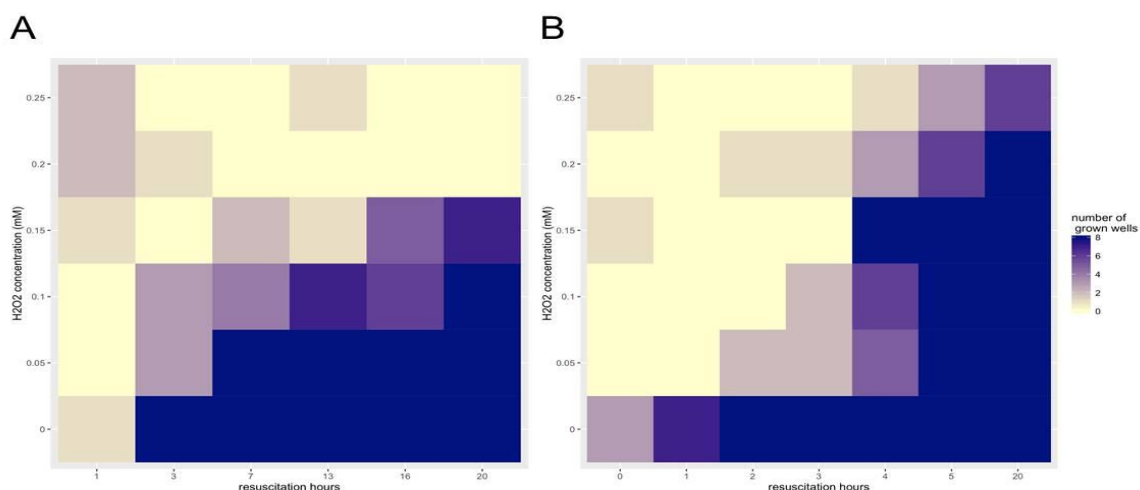 A
B
0.25
0.2
0.15
0.1
0.05
0
H2O2 concentration (mM)
1 3 7 13 16 20
resuscitation hours
0.25
0.2
0.15
0.1
0.05
0
H2O2 concentration (mM)
0 1 2 3 4 5 20
resuscitation hours
number of
grown wells
8
6
4
2
0